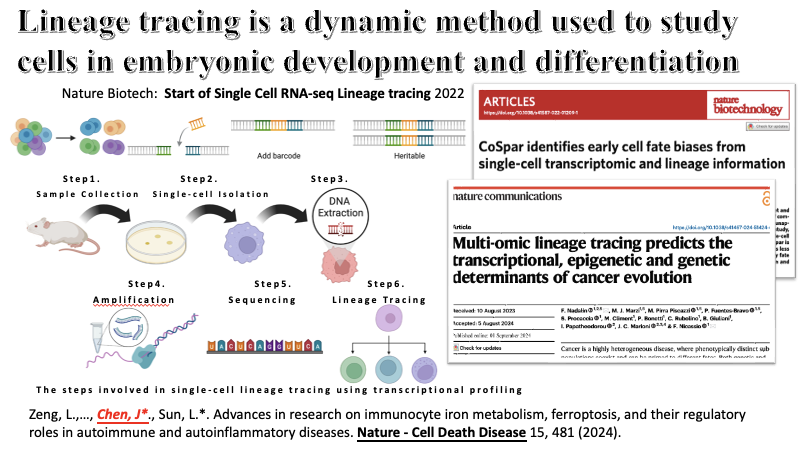 Lineage tracing is a dynamic method used to study
cells in embryonic development and differentiation
Nature Biotech: Start of Single Cell RNA-seq Lineage tracing 2022
Add barcode
Heritable
Step1.
Sample Collection
Step2.
Single-cell Isolation
Step3.
DNA
Extraction
Step4.
Amplification
Step5.
Sequencing
Step6.
Lineage Tracing
The steps involved in single-cell lineage tracing using transcriptional profiling
ARTICLES
nature
biotechnology
Check for updates
CoSpar identifies early cell fate biases from
single-cell transcriptomic and lineage information
nature communications
Article
Multi-omic lineage tracing predicts the
transcriptional, epigenetic and genetic
determinants of cancer evolution
Received: 10 August 2023
Accepted: 5 August 2024
Published online: 01 September 2024
Check for updates
F. Nadalin, M. J. Marzi, M. Pirra Piscazzi, P. Fuentes-Bravo,
B. Procaccia, M. Climent, P. Bonetti, C. Rubolino, B. Giuliani,
I. Papatheodorou, J. C. Marioni & F. Nicassio
Cancer is a highly heterogeneous disease, where phenotypically distinct sub
Zeng, L.,…, Chen, J*., Sun, L.*. Advances in research on immunocyte iron metabolism, ferroptosis, and their regulatory
roles in autoimmune and autoinflammatory diseases. Nature - Cell Death Disease 15, 481 (2024).